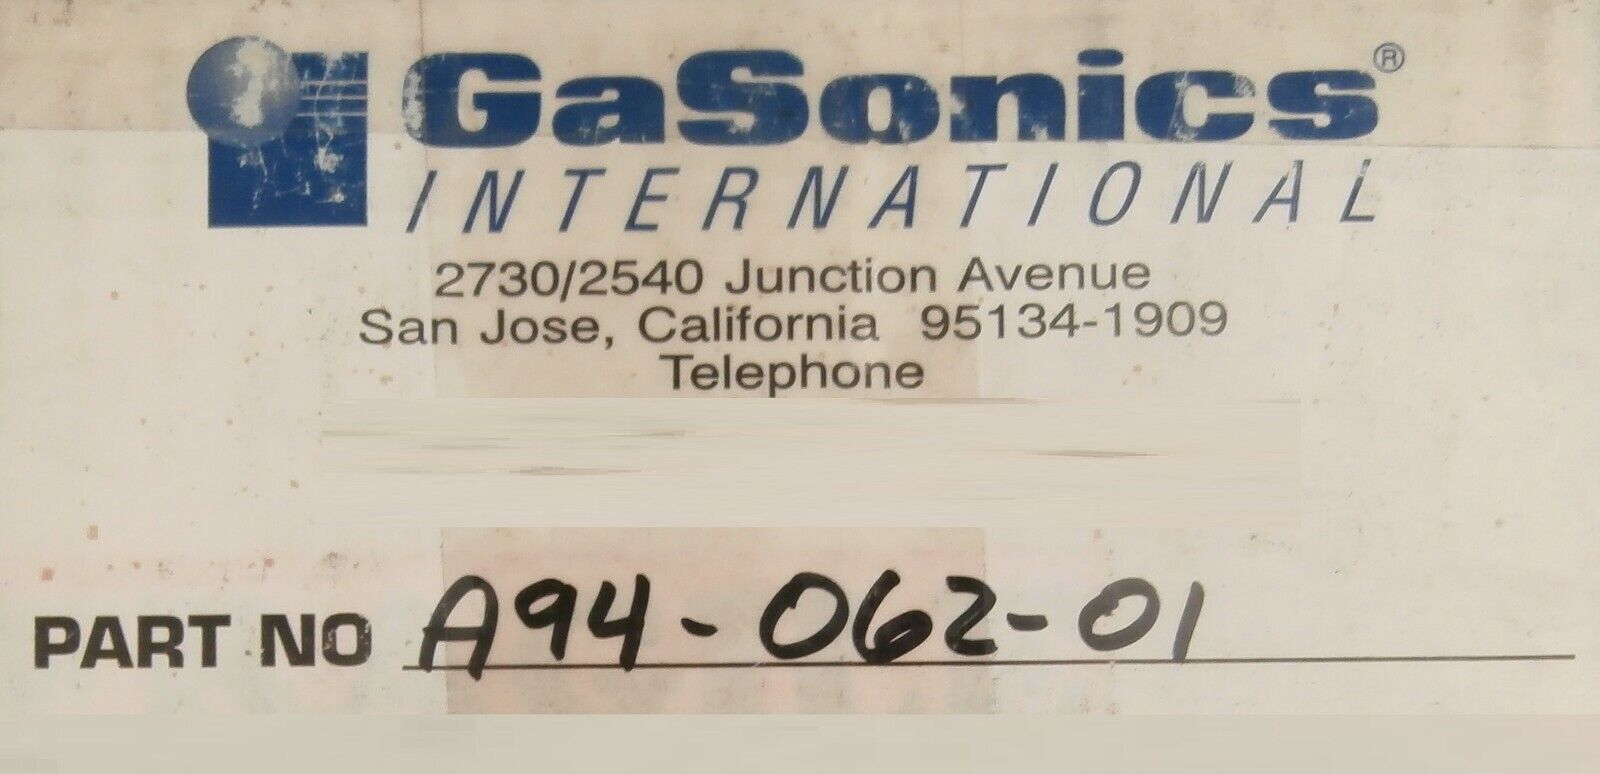 GaSonics®
INTERNATIONAL
2730/2540 Junction Avenue
San Jose, California 95134-1909
Telephone
PART NO A94-062-01